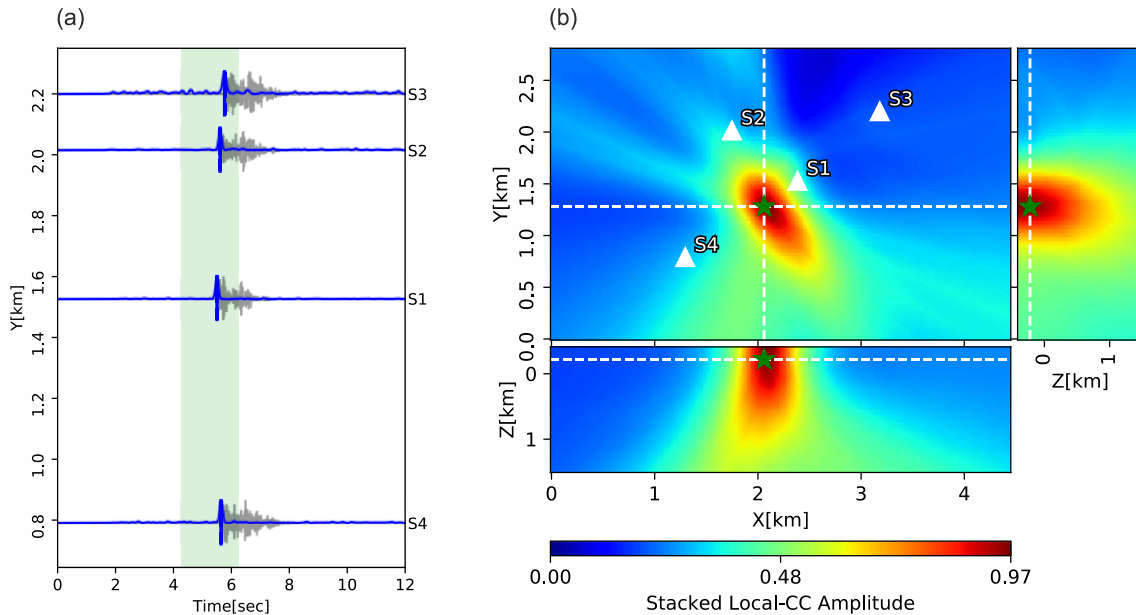 (a)
(b)
2.2
2.0
1.8
1.6
1.4
1.2
1.0
0.8
Y[km]
S3
S2
S1
S4
0 2 4 6 8 10 12
Time[sec]
2.5
2.0
1.5
1.0
0.5
0.0
Y[km]
S3
S2
S1
S4
0 1
Z[km]
0
1
Z[km]
0 1 2 3 4
X[km]
0.00 0.48 0.97
Stacked Local-CC Amplitude